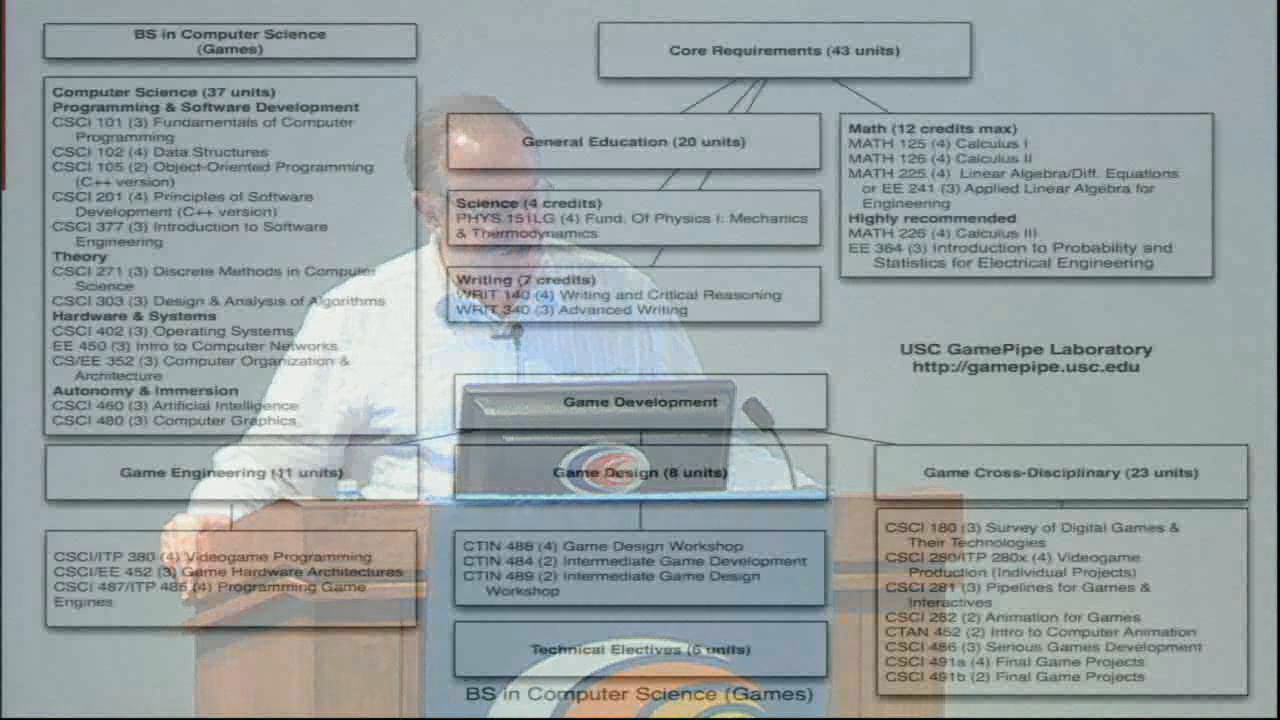 BS in Computer Science
(Games)
Computer Science (37 units)
Programming & Software Development
CSCI 101 (3) Fundamentals of Computer
Programming
CSCI 102 (4) Data Structures
CSCI 105 (2) Object-Oriented Programming
(C++ version)
CSCI 201 (4) Principles of Software
Development (C++ version)
CSCI 377 (3) Introduction to Software
Engineering
Theory
CSCI 271 (3) Discrete Methods in Computer
Science
CSCI 303 (3) Design & Analysis of Algorithms
Hardware & Systems
CSCI 402 (3) Operating Systems
EE 450 (3) Intro to Computer Networks
CS/EE 352 (3) Computer Organization &
Architecture
Autonomy & Immersion
CSCI 460 (3) Artificial Intelligence
CSCI 480 (3) Computer Graphics
Core Requirements (43 units)
General Education (20 units)
Science (4 credits)
PHYS 151LG (4) Fund. Of Physics I: Mechanics
& Thermodynamics
Writing (7 credits)
WRIT 140 (4) Writing and Critical Reasoning
WRIT 340 (3) Advanced Writing
Math (12 credits max)
MATH 125 (4) Calculus I
MATH 126 (4) Calculus II
MATH 225 (4) Linear Algebra/Diff. Equations
or EE 241 (3) Applied Linear Algebra for
Engineering
Highly recommended
MATH 226 (4) Calculus III
EE 364 (3) Introduction to Probability and
Statistics for Electrical Engineering
USC GamePipe Laboratory
http://gamepipe.usc.edu
Game Development
Game Engineering (11 units)
CSCI/ITP 380 (4) Videogame Programming
CSCI/EE 452 (3) Game Hardware Architectures
CSCI 487/ITP 485 (4) Programming Game
Engines
Game Design (8 units)
CTIN 488 (4) Game Design Workshop
CTIN 484 (2) Intermediate Game Development
CTIN 489 (2) Intermediate Game Design
Workshop
Technical Electives (6 units)
Game Cross-Disciplinary (23 units)
CSCI 180 (3) Survey of Digital Games &
Their Technologies
CSCI 280/ITP 280x (4) Videogame
Production (Individual Projects)
CSCI 281 (3) Pipelines for Games &
Interactives
CSCI 282 (2) Animation for Games
CTAN 452 (2) Intro to Computer Animation
CSCI 486 (3) Serious Games Development
CSCI 491a (4) Final Game Projects
CSCI 491b (2) Final Game Projects
BS in Computer Science (Games)